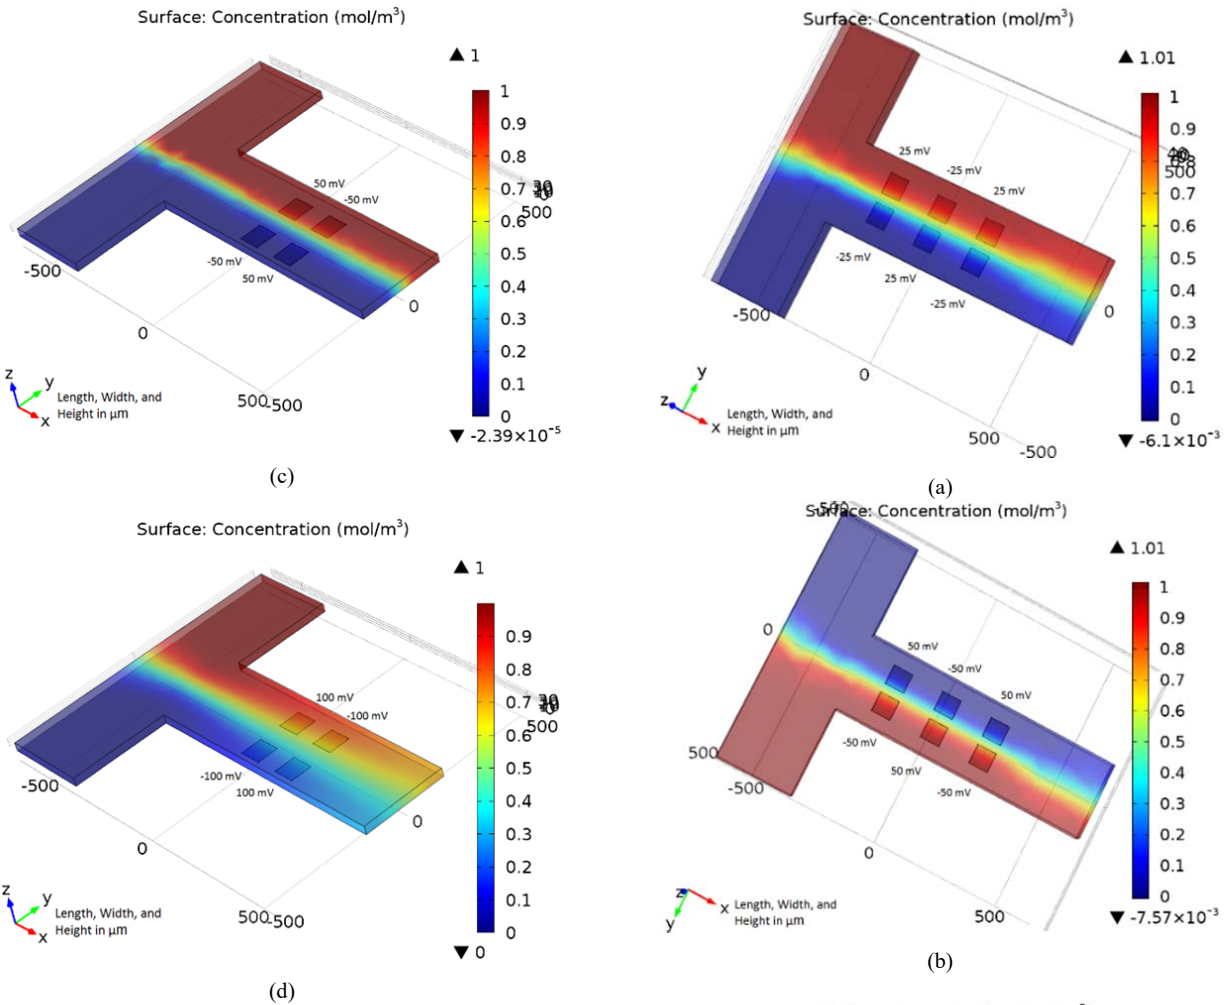 Surface: Concentration (mol/m³)
▲ 1
1
0.9
0.8
0.7
0.6
0.5
0.4
0.3
0.2
0.1
0
▼ -2.39×10⁻⁵
50 mV
-50 mV
-50 mV
50 mV
500
-500
0
0
500
-500
z
y
x
Length, Width, and
Height in µm
(c)
Surface: Concentration (mol/m³)
▲ 1.01
1
0.9
500
0.7
0.6
0.5
0.4
0.3
0.2
0.1
0
▼ -6.1×10⁻³
25 mV
-25 mV
25 mV
-25 mV
25 mV
-25 mV
-500
0
0
500
-500
y
z
x
Length, Width, and
Height in µm
(a)
Surface: Concentration (mol/m³)
▲ 1
0.9
0.8
0.7
0.6
0.5
0.4
0.3
0.2
0.1
0
▼ 0
100 mV
-100 mV
-100 mV
100 mV
500
-500
0
0
500
-500
z
y
x
Length, Width, and
Height in µm
(d)
-500
Surface: Concentration (mol/m³)
▲ 1.01
1
0.9
0.8
0.7
0.6
0.5
0.4
0.3
0.2
0.1
0
▼ -7.57×10⁻³
0
50 mV
-50 mV
50 mV
-50 mV
50 mV
-50 mV
500
-500
0
500
z
x
y
Length, Width, and
Height in µm
(b)